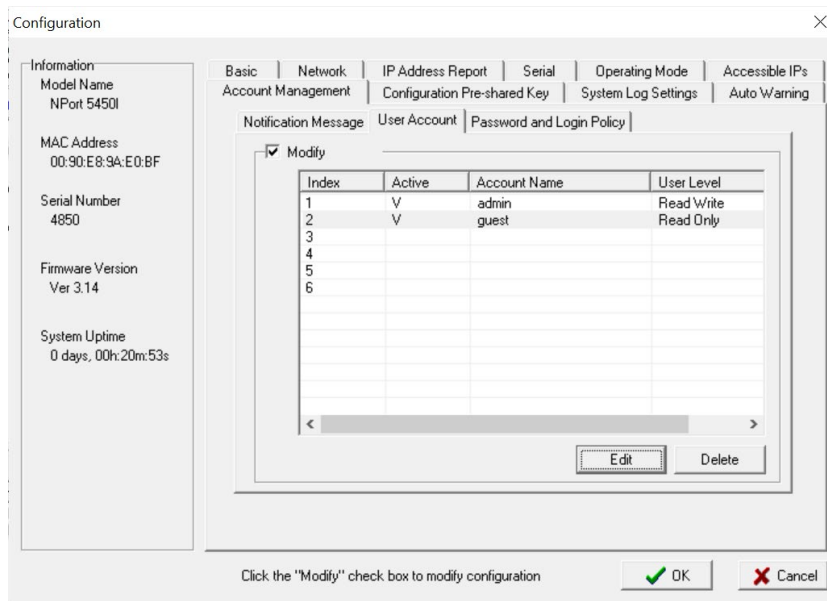 Configuration
Information
Model Name
NPort 5450I
MAC Address
00:90:E8:9A:E0:BF
Serial Number
4850
Firmware Version
Ver 3.14
System Uptime
0 days, 00h:20m:53s
Basic Network IP Address Report Serial Operating Mode Accessible IPs
Account Management Configuration Pre-shared Key System Log Settings Auto Warning
Notification Message User Account Password and Login Policy
Modify
Index Active Account Name User Level
1 V admin Read Write
2 V guest Read Only
3
4
5
6
Edit Delete
Click the "Modify" check box to modify configuration OK Cancel